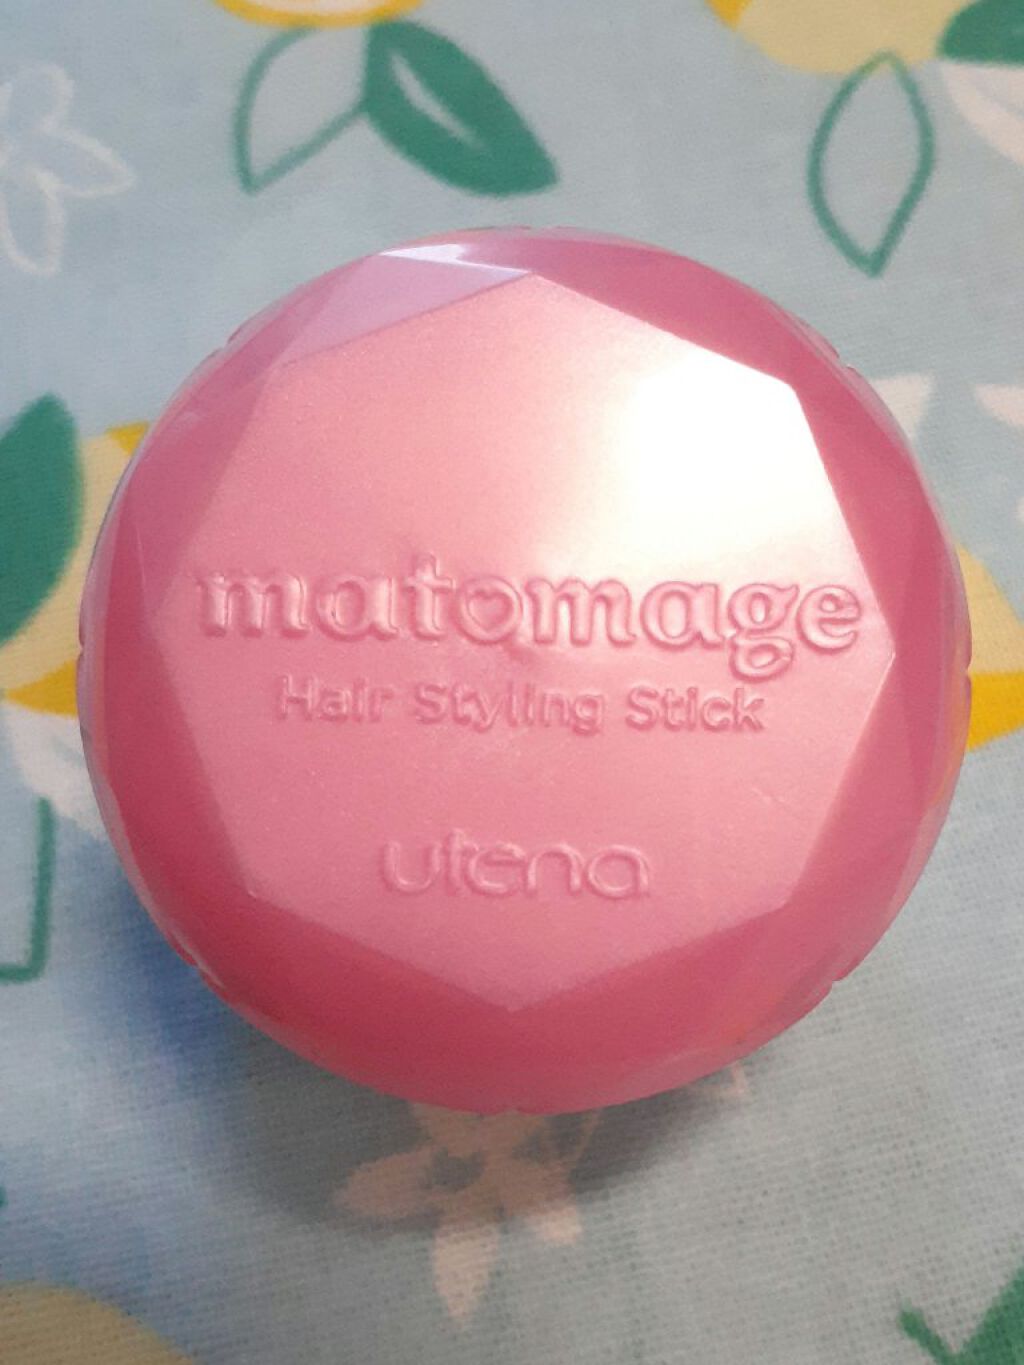 matomage
Hair Styling Stick
utena